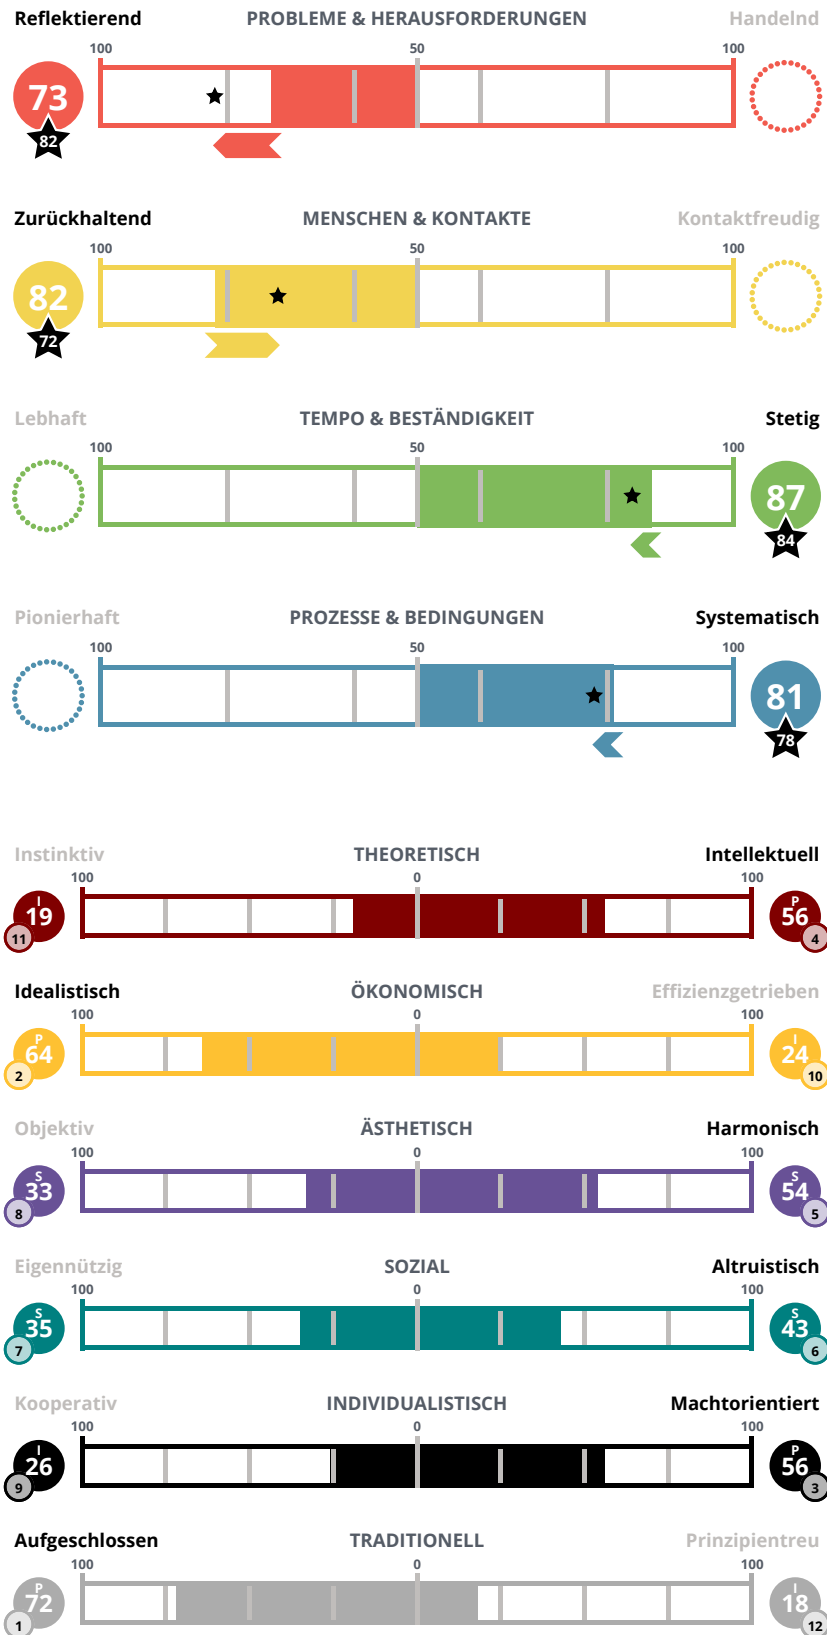 Reflektierend PROBLEME & HERAUSFORDERUNGEN Handelnd
100 50 100
73
82
Zurückhaltend MENSCHEN & KONTAKTE Kontaktfreudig
100 50 100
82
72
Lebhaft TEMPO & BESTÄNDIGKEIT Stetig
100 50 100
87
84
Pionierhaft PROZESSE & BEDINGUNGEN Systematisch
100 50 100
81
78
Instinktiv THEORETISCH Intellektuell
100 0 100
I P
19 56
11 4
Idealistisch ÖKONOMISCH Effizienzgetrieben
100 0 100
P I
64 24
2 10
Objektiv ÄSTHETISCH Harmonisch
100 0 100
S S
33 54
8 5
Eigennützig SOZIAL Altruistisch
100 0 100
S S
35 43
7 6
Kooperativ INDIVIDUALISTISCH Machtorientiert
100 0 100
I P
26 56
9 3
Aufgeschlossen TRADITIONELL Prinzipientreu
100 0 100
P I
72 18
1 12